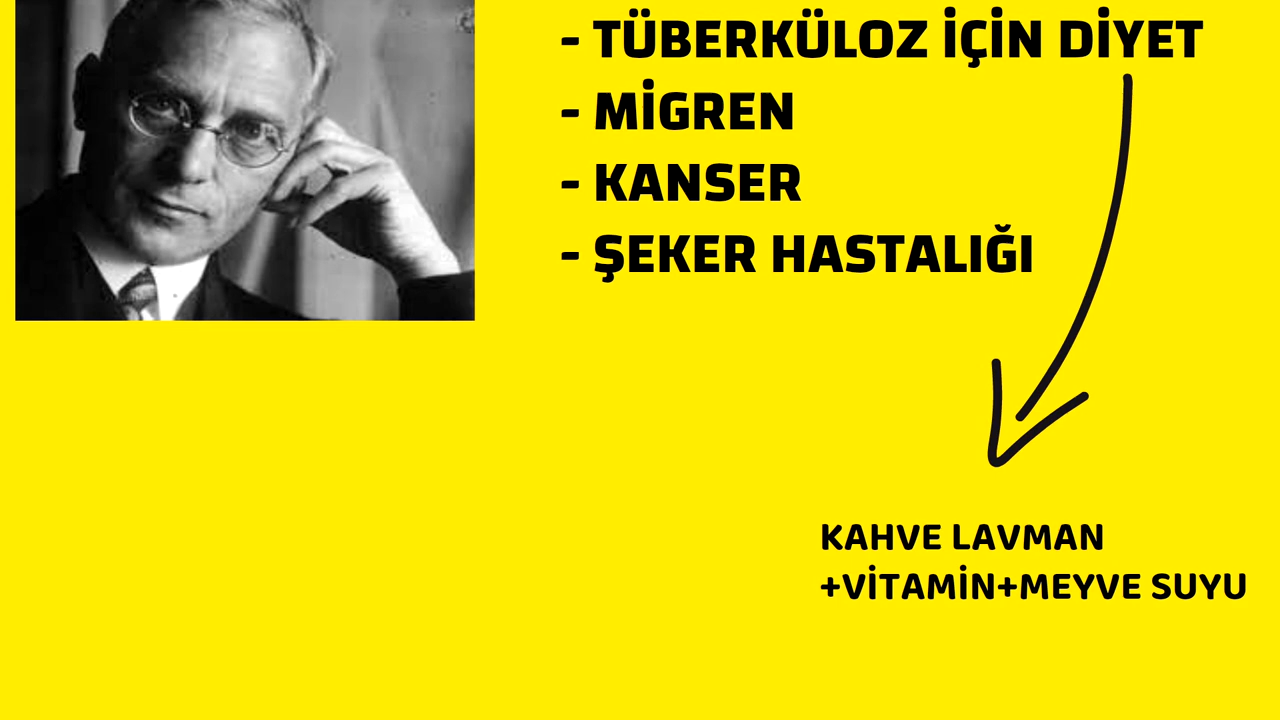 - TÜBERKÜLOZ İÇİN DİYET
- MİGREN
- KANSER
- ŞEKER HASTALIĞI
KAHVE LAVMAN
+VİTAMİN+MEYVE SUYU